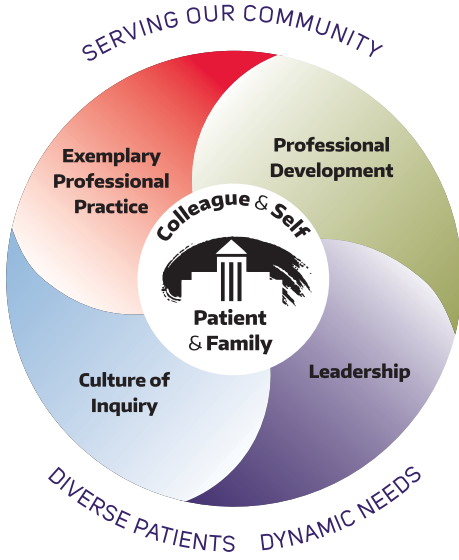 SERVING OUR COMMUNITY
Exemplary
Professional
Practice
Professional
Development
Colleague & Self
Patient
& Family
Culture of
Inquiry
Leadership
DIVERSE PATIENTS DYNAMIC NEEDS